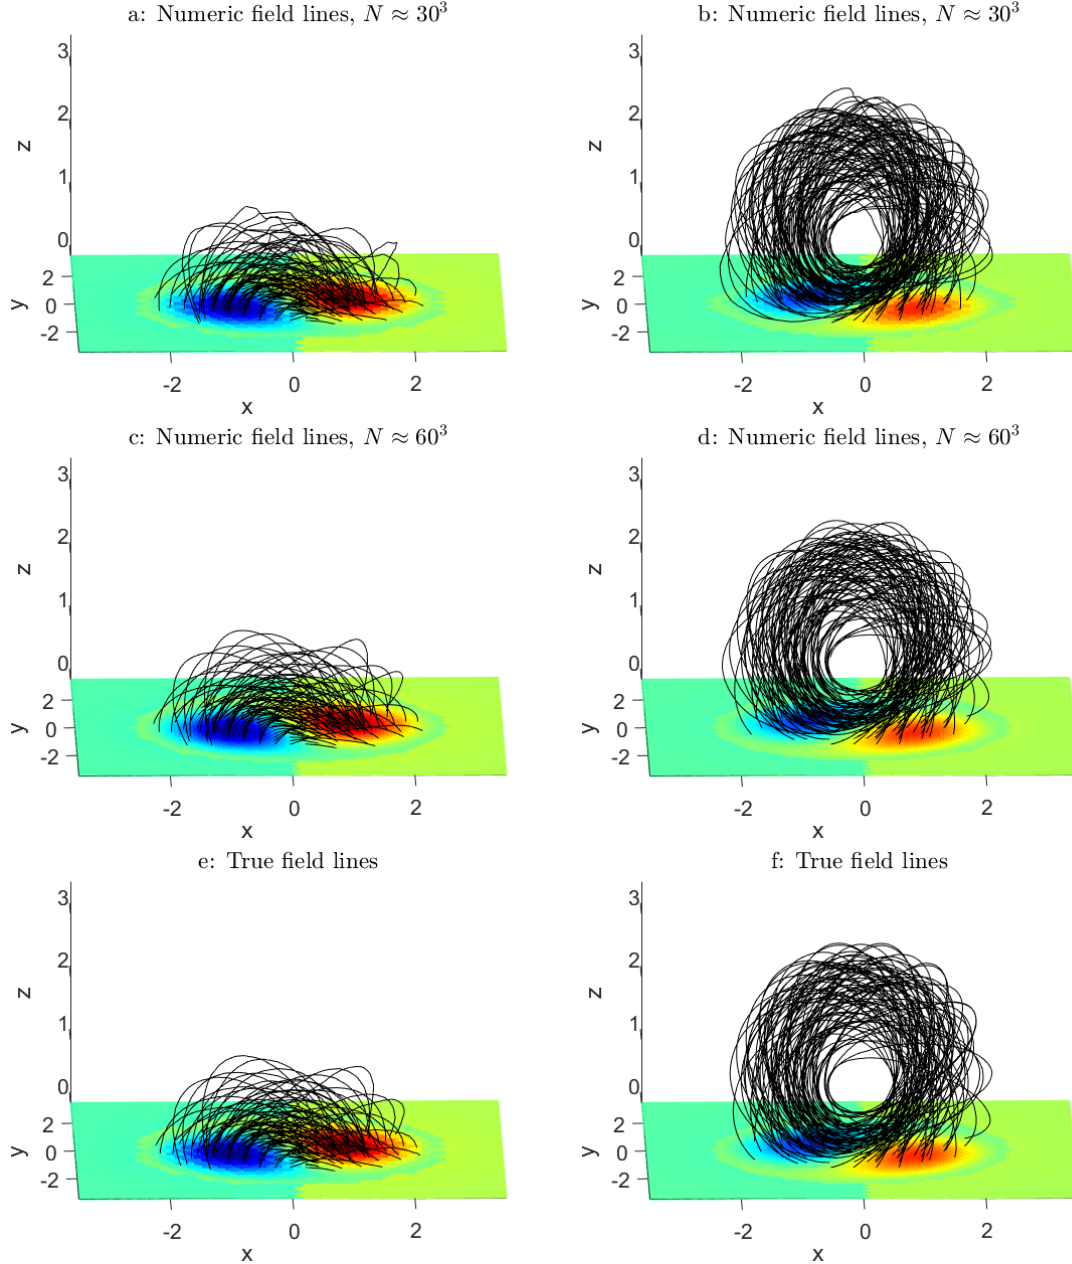 a: Numeric field lines, N ≈ 30³
b: Numeric field lines, N ≈ 30³
3
2
1
0
z
2
0
-2
y
-2
0
2
x
3
2
1
0
z
2
0
-2
y
-2
0
2
x
c: Numeric field lines, N ≈ 60³
d: Numeric field lines, N ≈ 60³
3
2
1
0
z
2
0
-2
y
-2
0
2
x
3
2
1
0
z
2
0
-2
y
-2
0
2
x
e: True field lines
f: True field lines
3
2
1
0
z
2
0
-2
y
-2
0
2
x
3
2
1
0
z
2
0
-2
y
-2
0
2
x